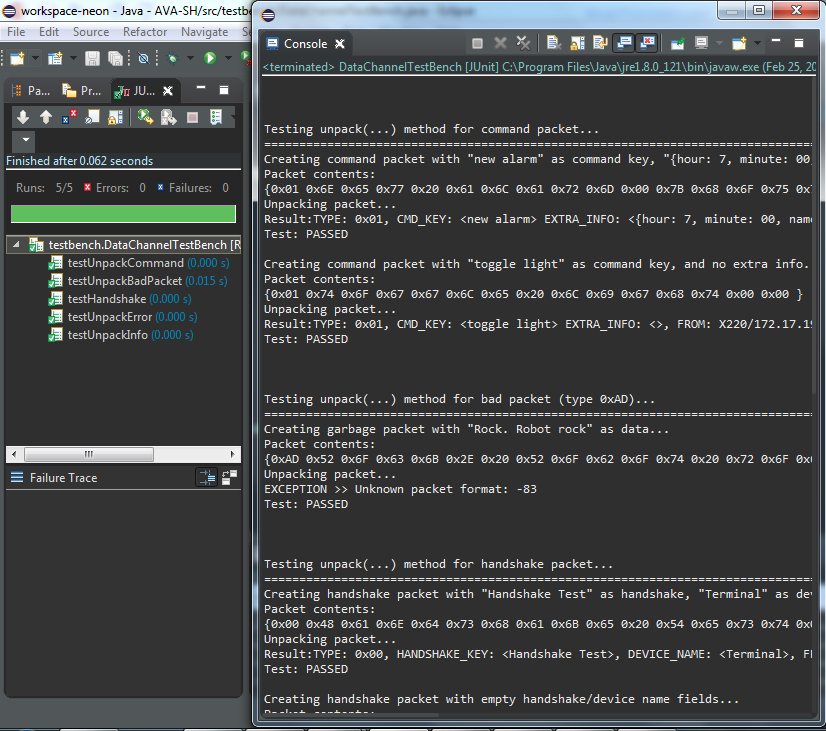 workspace-neon - Java - AVA-SH/src/testbe
File Edit Source Refactor Navigate Se
Pa...
Pr...
JU...
Finished after 0.062 seconds
Runs: 5/5
Errors: 0
Failures: 0
testbench.DataChannelTestBench [R
testUnpackCommand (0.000 s)
testUnpackBadPacket (0.015 s)
testHandshake (0.000 s)
testUnpackError (0.000 s)
testUnpackInfo (0.000 s)
Failure Trace
Console
<terminated> DataChannelTestBench [JUnit] C:\Program Files\Java\jre1.8.0_121\bin\javaw.exe (Feb 25, 20
Testing unpack(...) method for command packet...
==========================================================================
Creating command packet with "new alarm" as command key, "{hour: 7, minute: 00
Packet contents:
{0x01 0x6E 0x65 0x77 0x20 0x61 0x6C 0x61 0x72 0x6D 0x00 0x7B 0x68 0x6F 0x75 0x7
Unpacking packet...
Result:TYPE: 0x01, CMD_KEY: <new alarm> EXTRA_INFO: <{hour: 7, minute: 00, name
Test: PASSED
Creating command packet with "toggle light" as command key, and no extra info.
Packet contents:
{0x01 0x74 0x6F 0x67 0x67 0x6C 0x65 0x20 0x6C 0x69 0x67 0x68 0x74 0x00 0x00 }
Unpacking packet...
Result:TYPE: 0x01, CMD_KEY: <toggle light> EXTRA_INFO: <>, FROM: X220/172.17.19
Test: PASSED
Testing unpack(...) method for bad packet (type 0xAD)...
==========================================================================
Creating garbage packet with "Rock. Robot rock" as data...
Packet contents:
{0xAD 0x52 0x6F 0x63 0x6B 0x2E 0x20 0x52 0x6F 0x62 0x6F 0x74 0x20 0x72 0x6F 0x6
Unpacking packet...
EXCEPTION >> Unknown packet format: -83
Test: PASSED
Testing unpack(...) method for handshake packet...
==========================================================================
Creating handshake packet with "Handshake Test" as handshake, "Terminal" as dev
Packet contents:
{0x00 0x48 0x61 0x6E 0x64 0x73 0x68 0x61 0x6B 0x65 0x20 0x54 0x65 0x73 0x74 0x0
Unpacking packet...
Result:TYPE: 0x00, HANDSHAKE_KEY: <Handshake Test>, DEVICE_NAME: <Terminal>, F
Test: PASSED
Creating handshake packet with empty handshake/device name fields...
Packet contents: